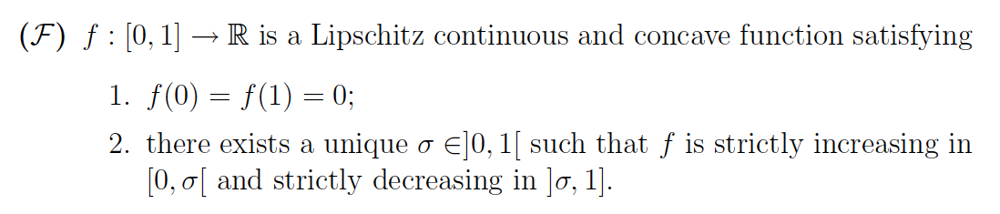 (ℱ) f : [0, 1] → ℝ is a Lipschitz continuous and concave function satisfying
1. f(0) = f(1) = 0;
2. there exists a unique σ ∈]0, 1[ such that f is strictly increasing in
[0, σ[ and strictly decreasing in ]σ, 1].